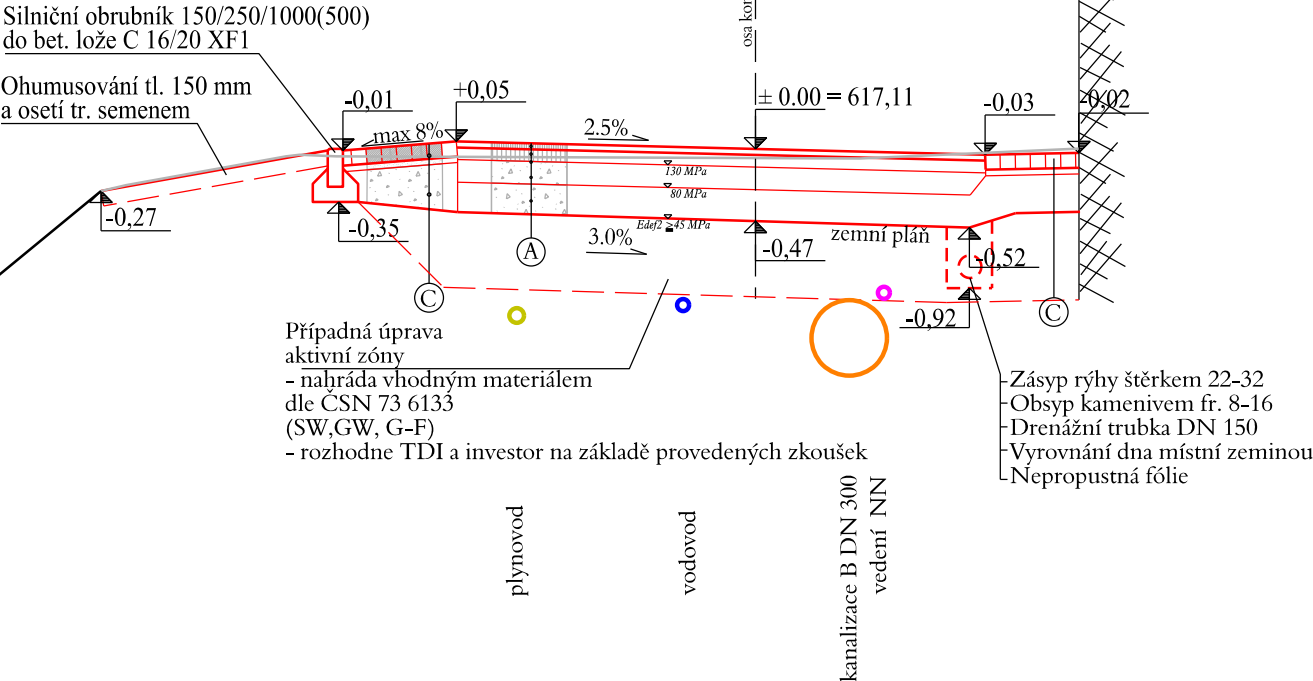 Silniční obrubník 150/250/1000(500)
do bet. lože C 16/20 XF1
Ohumusování tl. 150 mm
a osetí tr. semenem
-0,01
+0,05
osa
± 0.00 = 617,11
-0,03
-0,02
max 8%
2.5%
130 MPa
80 MPa
Edef2 ≥45 MPa
-0,27
-0,35
3.0%
-0,47
zemní pláň
-0,52
A
C
C
-0,92
Případná úprava
aktivní zóny
- nahráda vhodným materiálem
dle ČSN 73 6133
(SW,GW, G-F)
- rozhodne TDI a investor na základě provedených zkoušek
Zásyp rýhy štěrkem 22-32
Obsyp kamenivem fr. 8-16
Drenážní trubka DN 150
Vyrovnání dna místní zeminou
Nepropustná fólie
plynovod
vodovod
kanalizace B DN 300
vedení NN